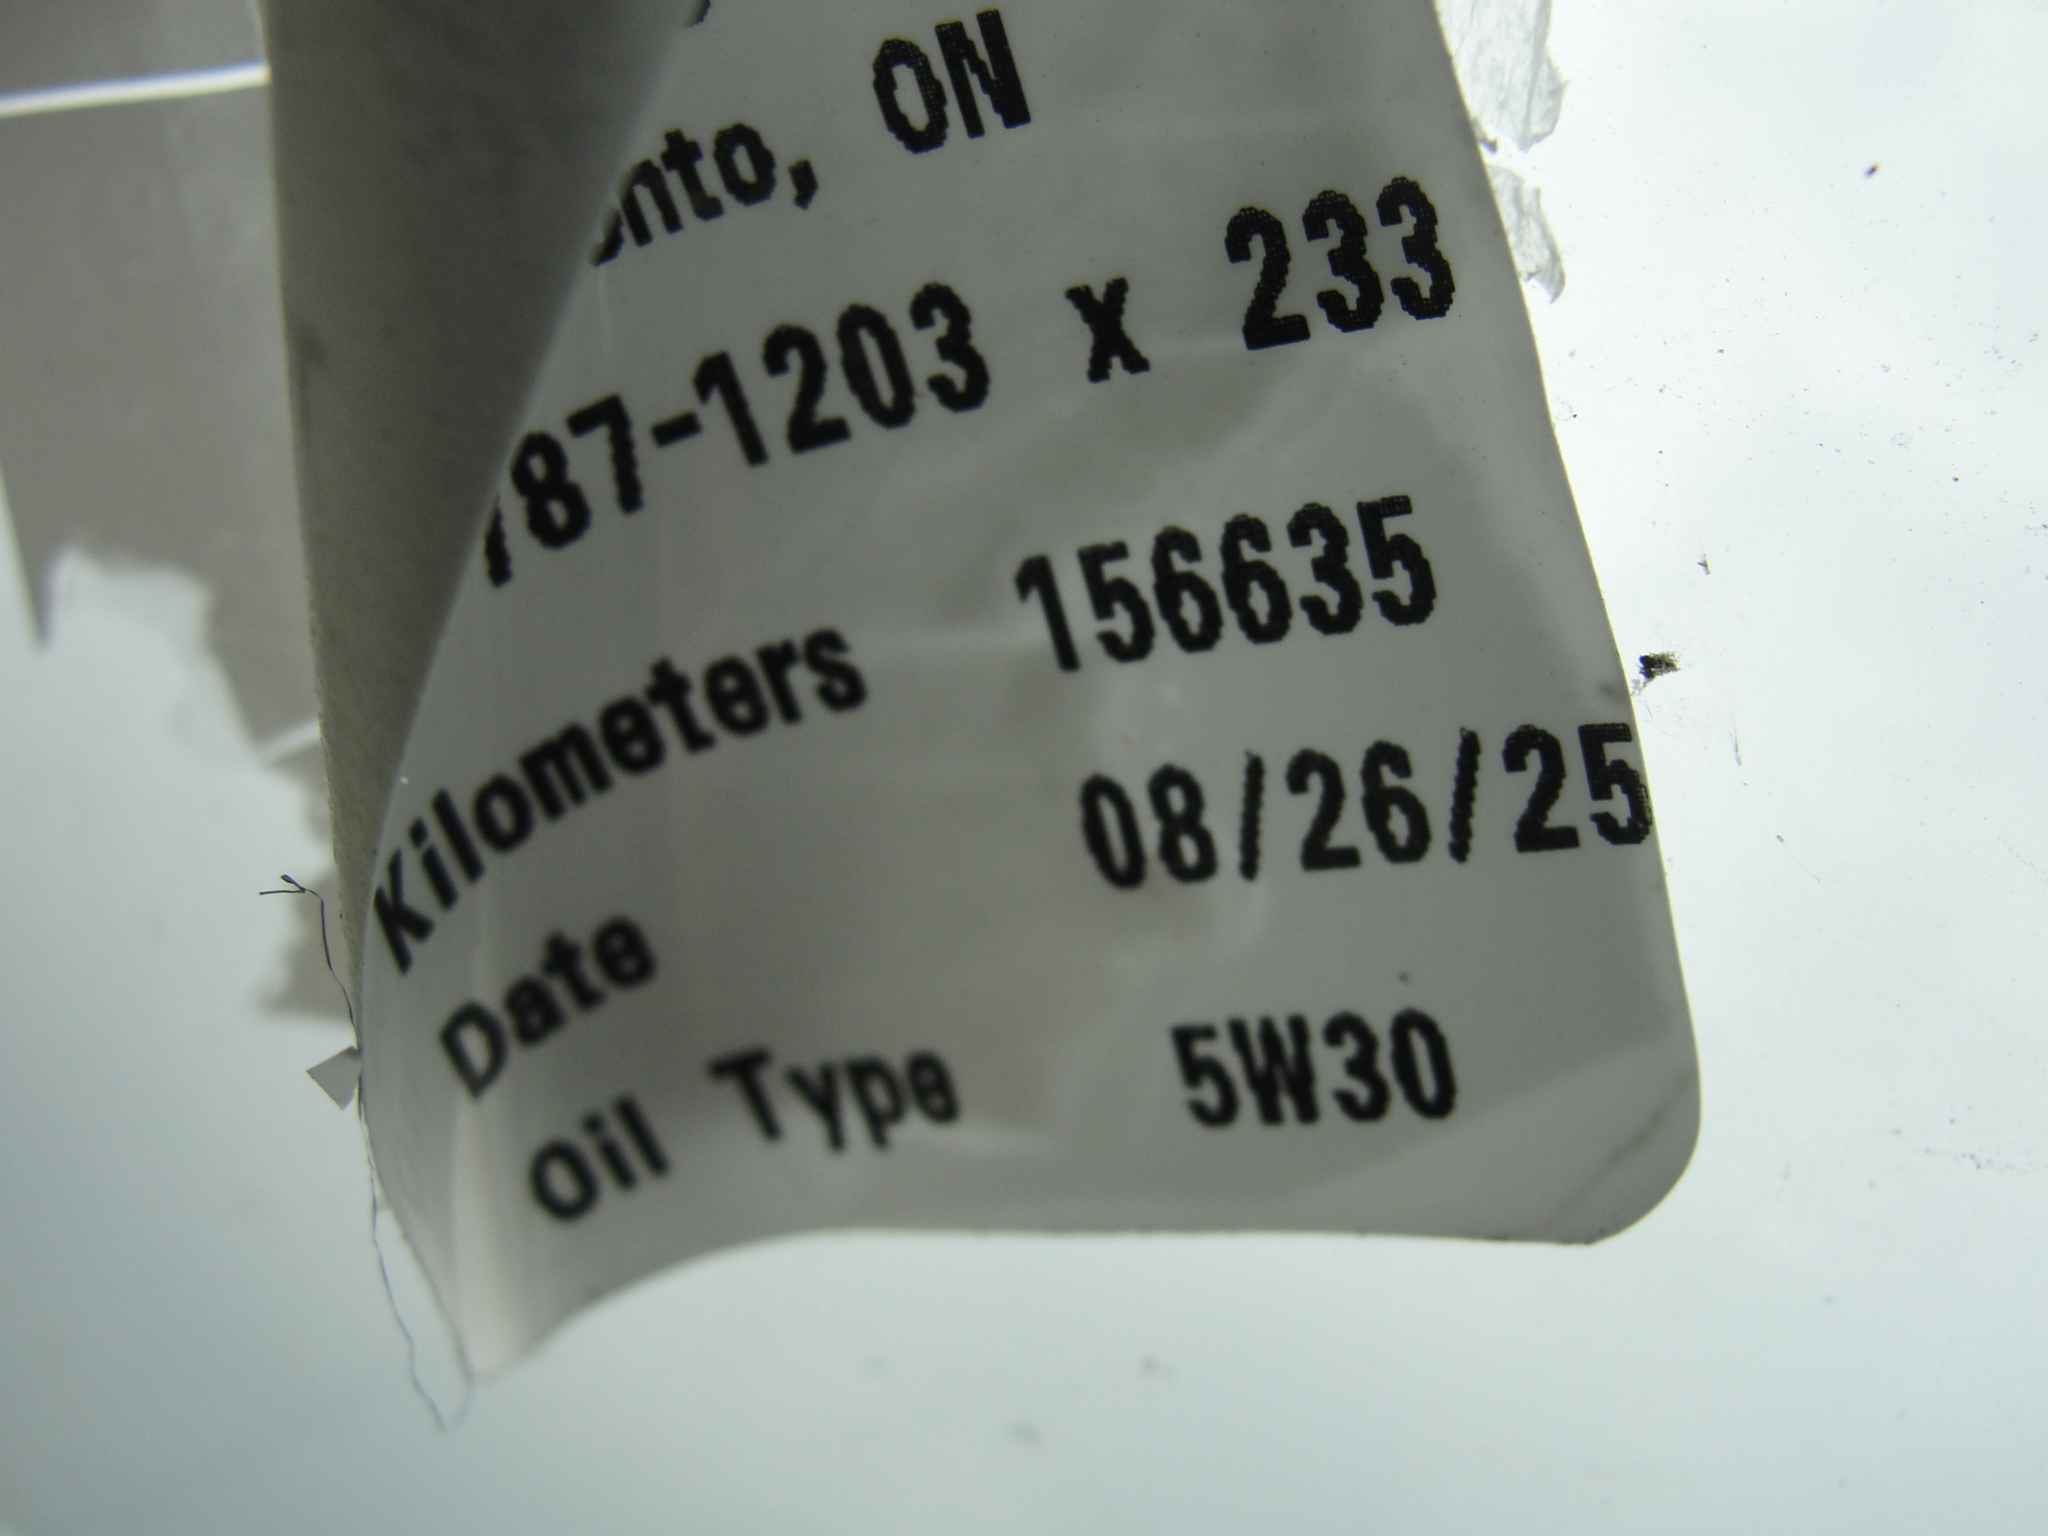 onto, ON
787-1203 x 233
Kilometers 156635
Date 08/26/25
Oil Type 5W30